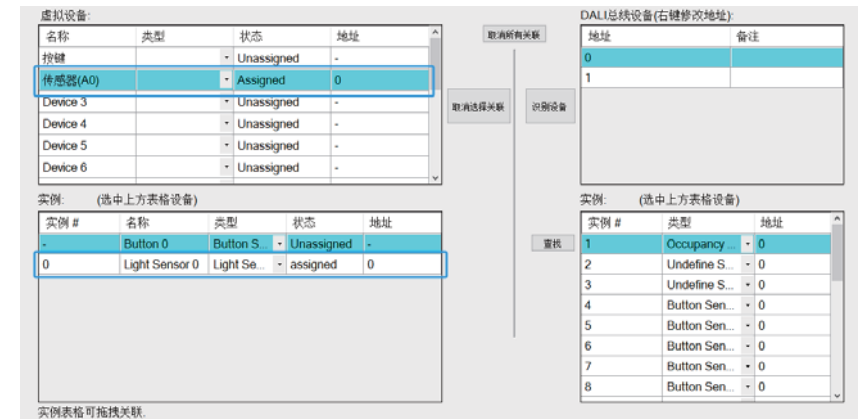 虚拟设备:
名称 类型 状态 地址
按键 Unassigned -
传感器(A0) Assigned 0
Device 3 Unassigned -
Device 4 Unassigned -
Device 5 Unassigned -
Device 6 Unassigned -
取消所有关联
取消选择关联 识别设备
DALI总线设备(右键修改地址):
地址 备注
0
1
实例: (选中上方表格设备)
实例 # 名称 类型 状态 地址
- Button 0 Button S... Unassigned -
0 Light Sensor 0 Light Se... assigned 0
查找
实例: (选中上方表格设备)
实例 # 类型 地址
1 Occupancy ... 0
2 Undefine S... 0
3 Undefine S... 0
4 Button Sen... 0
5 Button Sen... 0
6 Button Sen... 0
7 Button Sen... 0
8 Button Sen... 0
实例表格可拖拽关联.